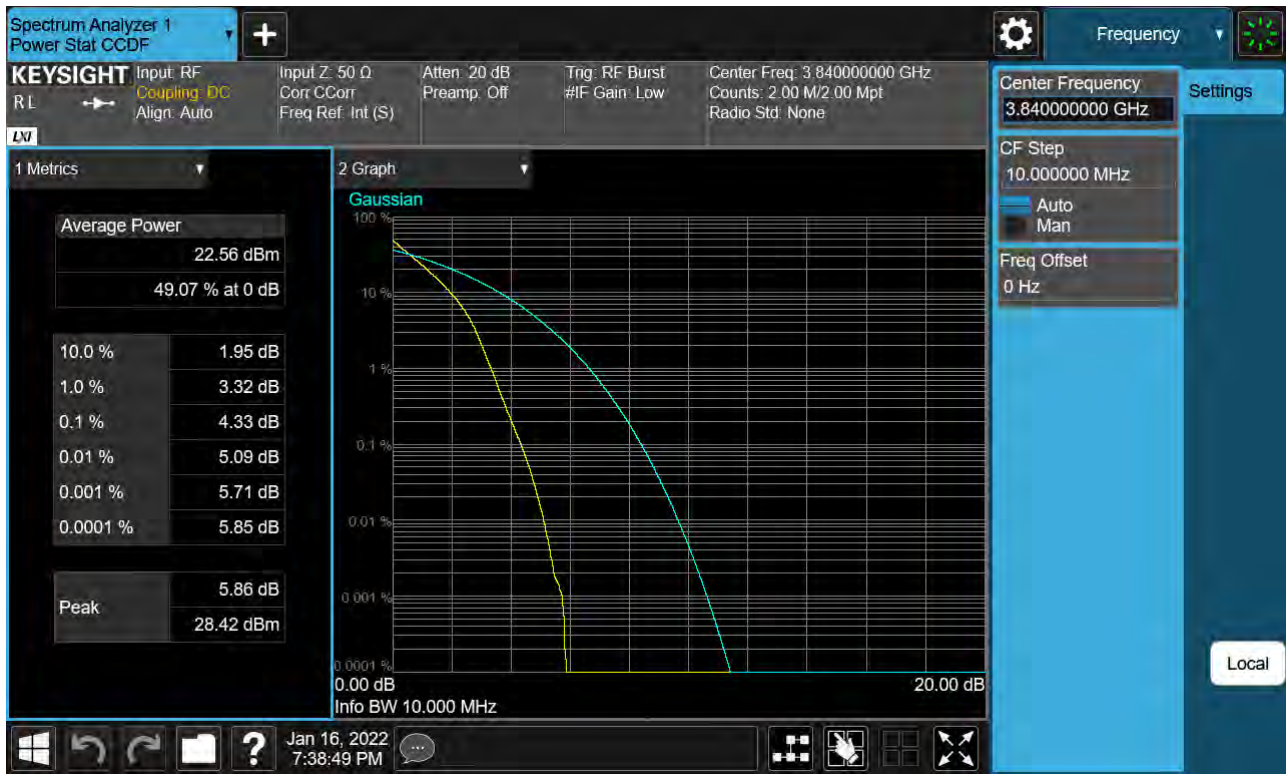 Spectrum Analyzer 1
Power Stat CCDF
Frequency
KEYSIGHT
RL
LXI
Input: RF
Coupling: DC
Align: Auto
Input Z: 50 Ω
Corr CCorr
Freq Ref: Int (S)
Atten: 20 dB
Preamp: Off
Trig: RF Burst
#IF Gain: Low
Center Freq: 3.840000000 GHz
Counts: 2.00 M/2.00 Mpt
Radio Std: None
1 Metrics
Average Power
22.56 dBm
49.07 % at 0 dB
10.0 % 1.95 dB
1.0 % 3.32 dB
0.1 % 4.33 dB
0.01 % 5.09 dB
0.001 % 5.71 dB
0.0001 % 5.85 dB
Peak
5.86 dB
28.42 dBm
2 Graph
Gaussian
100 %
10 %
1 %
0.1 %
0.01 %
0.001 %
0.0001 %
0.00 dB 20.00 dB
Info BW 10.000 MHz
Center Frequency
3.840000000 GHz
CF Step
10.000000 MHz
Auto
Man
Freq Offset
0 Hz
Settings
Local
?
Jan 16, 2022
7:38:49 PM